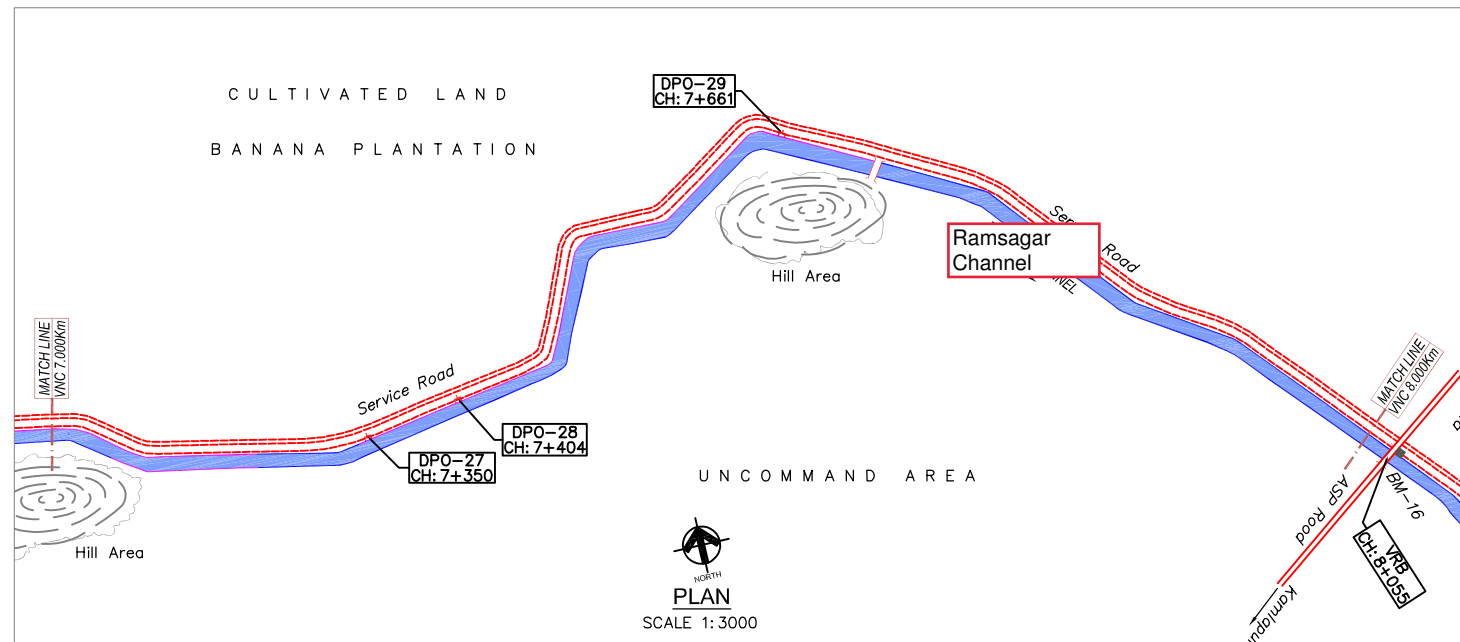 CULTIVATED LAND
BANANA PLANTATION
DPO-29
CH: 7+661
Hill Area
Ramsagar
Channel
Road
MATCH LINE
VNC 7.000Km
Service Road
DPO-28
CH: 7+404
DPO-27
CH: 7+350
Hill Area
UNCOMMAND AREA
MATCH LINE
VNC 8.000Km
ASP Road
BM-16
VRB
CH: 8+055
NORTH
PLAN
SCALE 1:3000